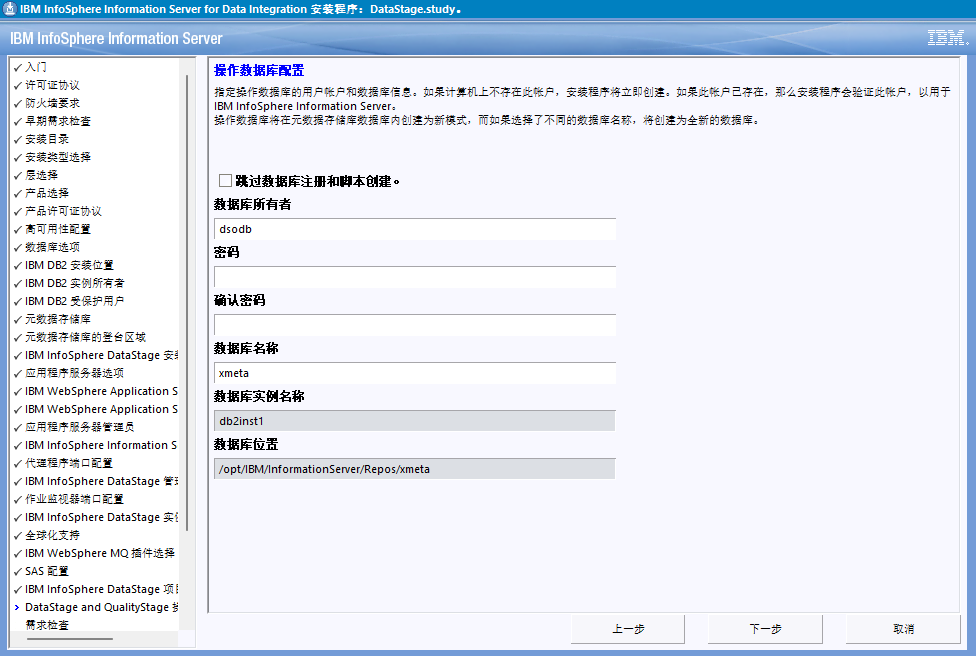 IBM InfoSphere Information Server for Data Integration 安装程序：DataStage.study。
IBM InfoSphere Information Server
IBM
入门
许可证协议
防火墙要求
早期需求检查
安装目录
安装类型选择
层选择
产品选择
产品许可证协议
高可用性配置
数据库选项
IBM DB2 安装位置
IBM DB2 实例所有者
IBM DB2 受保护用户
元数据存储库
元数据存储库的登台区域
IBM InfoSphere DataStage 安装
应用程序服务器选项
IBM WebSphere Application S
IBM WebSphere Application S
应用程序服务器管理员
IBM InfoSphere Information S
代理程序端口配置
IBM InfoSphere DataStage 管理
作业监视器端口配置
IBM InfoSphere DataStage 实例
全球化支持
IBM WebSphere MQ 插件选择
SAS 配置
IBM InfoSphere DataStage 项目
DataStage and QualityStage 操
需求检查
操作数据库配置
指定操作数据库的用户帐户和数据库信息。如果计算机上不存在此帐户，安装程序将立即创建。如果此帐户已存在，那么安装程序会验证此帐户，以用于
IBM InfoSphere Information Server。
操作数据库将在元数据存储库数据库内创建为新模式，而如果选择了不同的数据库名称，将创建为全新的数据库。
跳过数据库注册和脚本创建。
数据库所有者
dsodb
密码
确认密码
数据库名称
xmeta
数据库实例名称
db2inst1
数据库位置
/opt/IBM/InformationServer/Repos/xmeta
上一步
下一步
取消